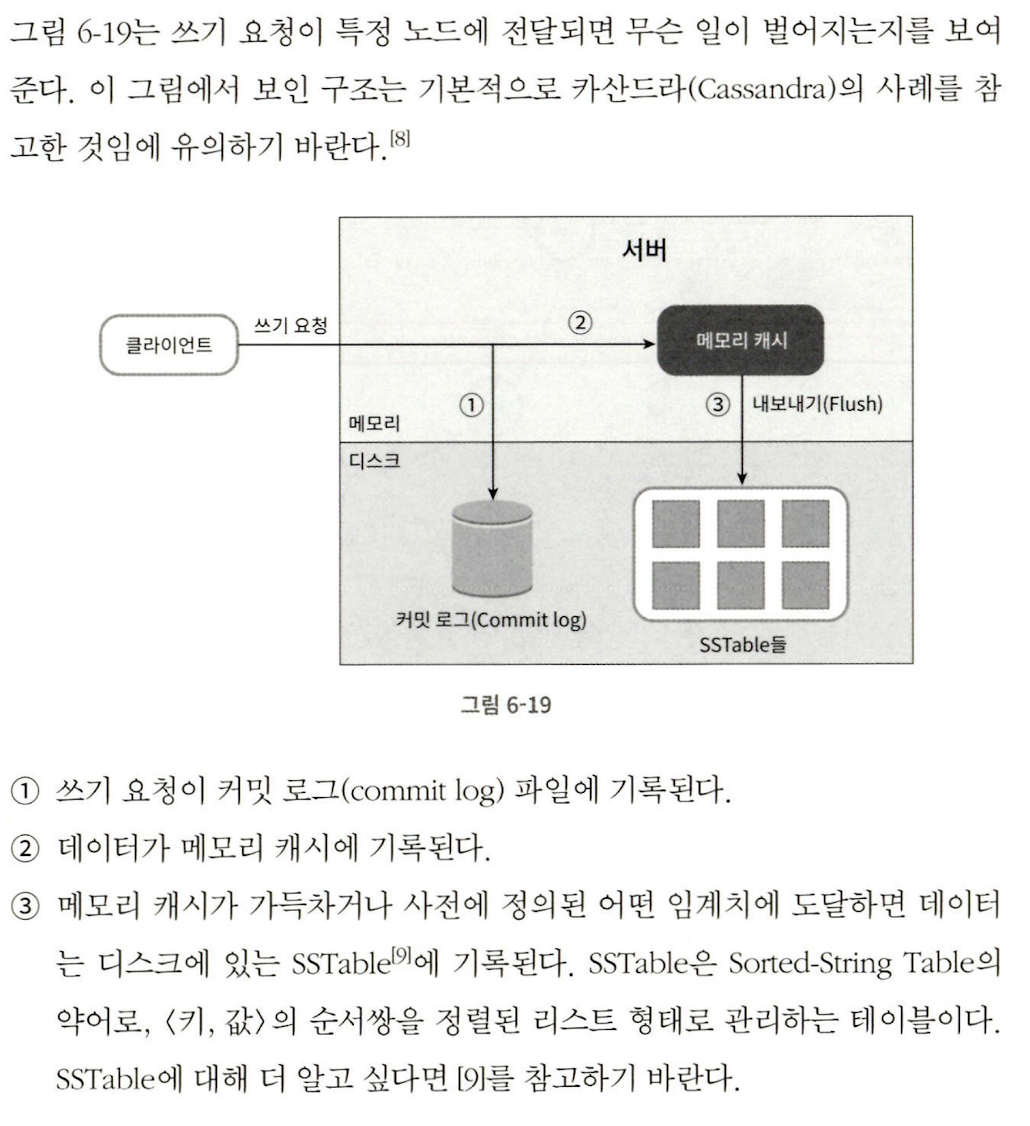 그림 6-19는 쓰기 요청이 특정 노드에 전달되면 무슨 일이 벌어지는지를 보여
준다. 이 그림에서 보인 구조는 기본적으로 카산드라(Cassandra)의 사례를 참
고한 것임에 유의하기 바란다.[8]
서버
클라이언트
쓰기 요청
②
메모리 캐시
①
③
내보내기(Flush)
메모리
디스크
커밋 로그(Commit log)
SSTable들
그림 6-19
① 쓰기 요청이 커밋 로그(commit log) 파일에 기록된다.
② 데이터가 메모리 캐시에 기록된다.
③ 메모리 캐시가 가득차거나 사전에 정의된 어떤 임계치에 도달하면 데이터
는 디스크에 있는 SSTable[9]에 기록된다. SSTable은 Sorted-String Table의
약어로, 〈키, 값〉의 순서쌍을 정렬된 리스트 형태로 관리하는 테이블이다.
SSTable에 대해 더 알고 싶다면 [9]를 참고하기 바란다.